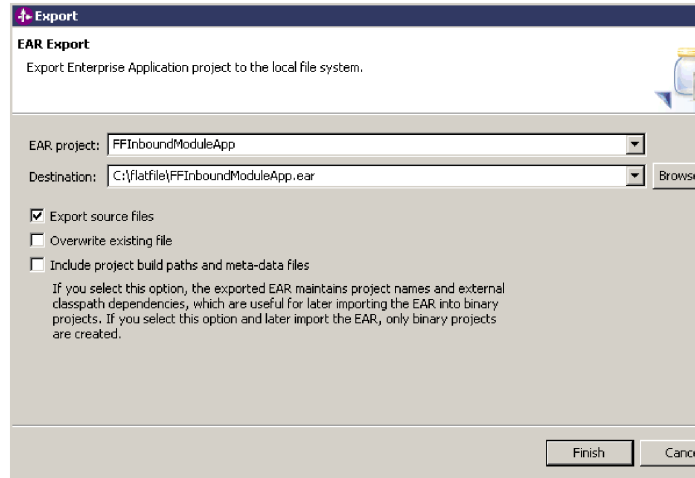 Export
EAR Export
Export Enterprise Application project to the local file system.
EAR project: FFInboundModuleApp
Destination: C:\flatfile\FFInboundModuleApp.ear Browse
Export source files
Overwrite existing file
Include project build paths and meta-data files
If you select this option, the exported EAR maintains project names and external
classpath dependencies, which are useful for later importing the EAR into binary
projects. If you select this option and later import the EAR, only binary projects
are created.
Finish Cance